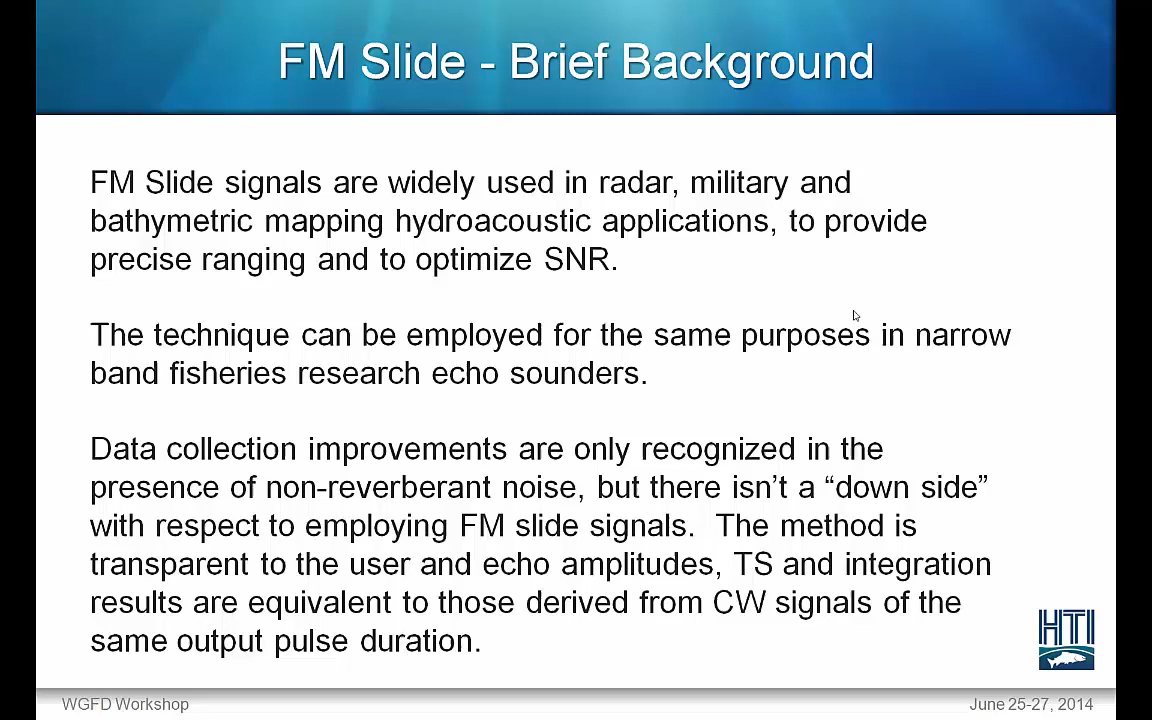 FM Slide - Brief Background
FM Slide signals are widely used in radar, military and
bathymetric mapping hydroacoustic applications, to provide
precise ranging and to optimize SNR.
The technique can be employed for the same purposes in narrow
band fisheries research echo sounders.
Data collection improvements are only recognized in the
presence of non-reverberant noise, but there isn’t a “down side”
with respect to employing FM slide signals.  The method is
transparent to the user and echo amplitudes, TS and integration
results are equivalent to those derived from CW signals of the
same output pulse duration.
HTI
WGFD Workshop
June 25-27, 2014